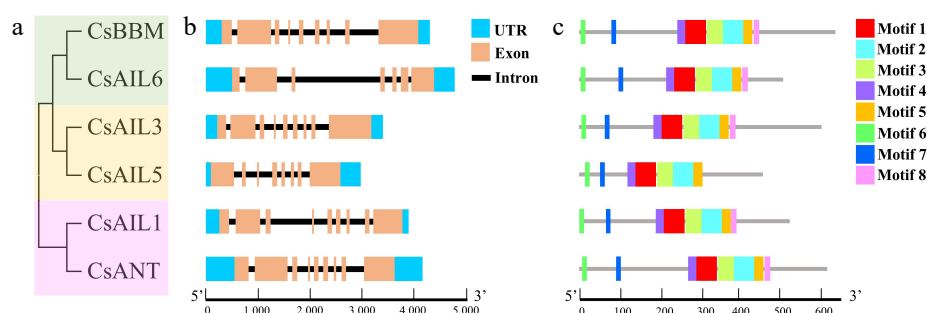 a
CsBBM
CsAIL6
CsAIL3
CsAIL5
CsAIL1
CsANT
b
UTR
Exon
Intron
5’
3’
0
1 000
2 000
3 000
4 000
5 000
c
Motif 1
Motif 2
Motif 3
Motif 4
Motif 5
Motif 6
Motif 7
Motif 8
5’
3’
0
100
200
300
400
500
600